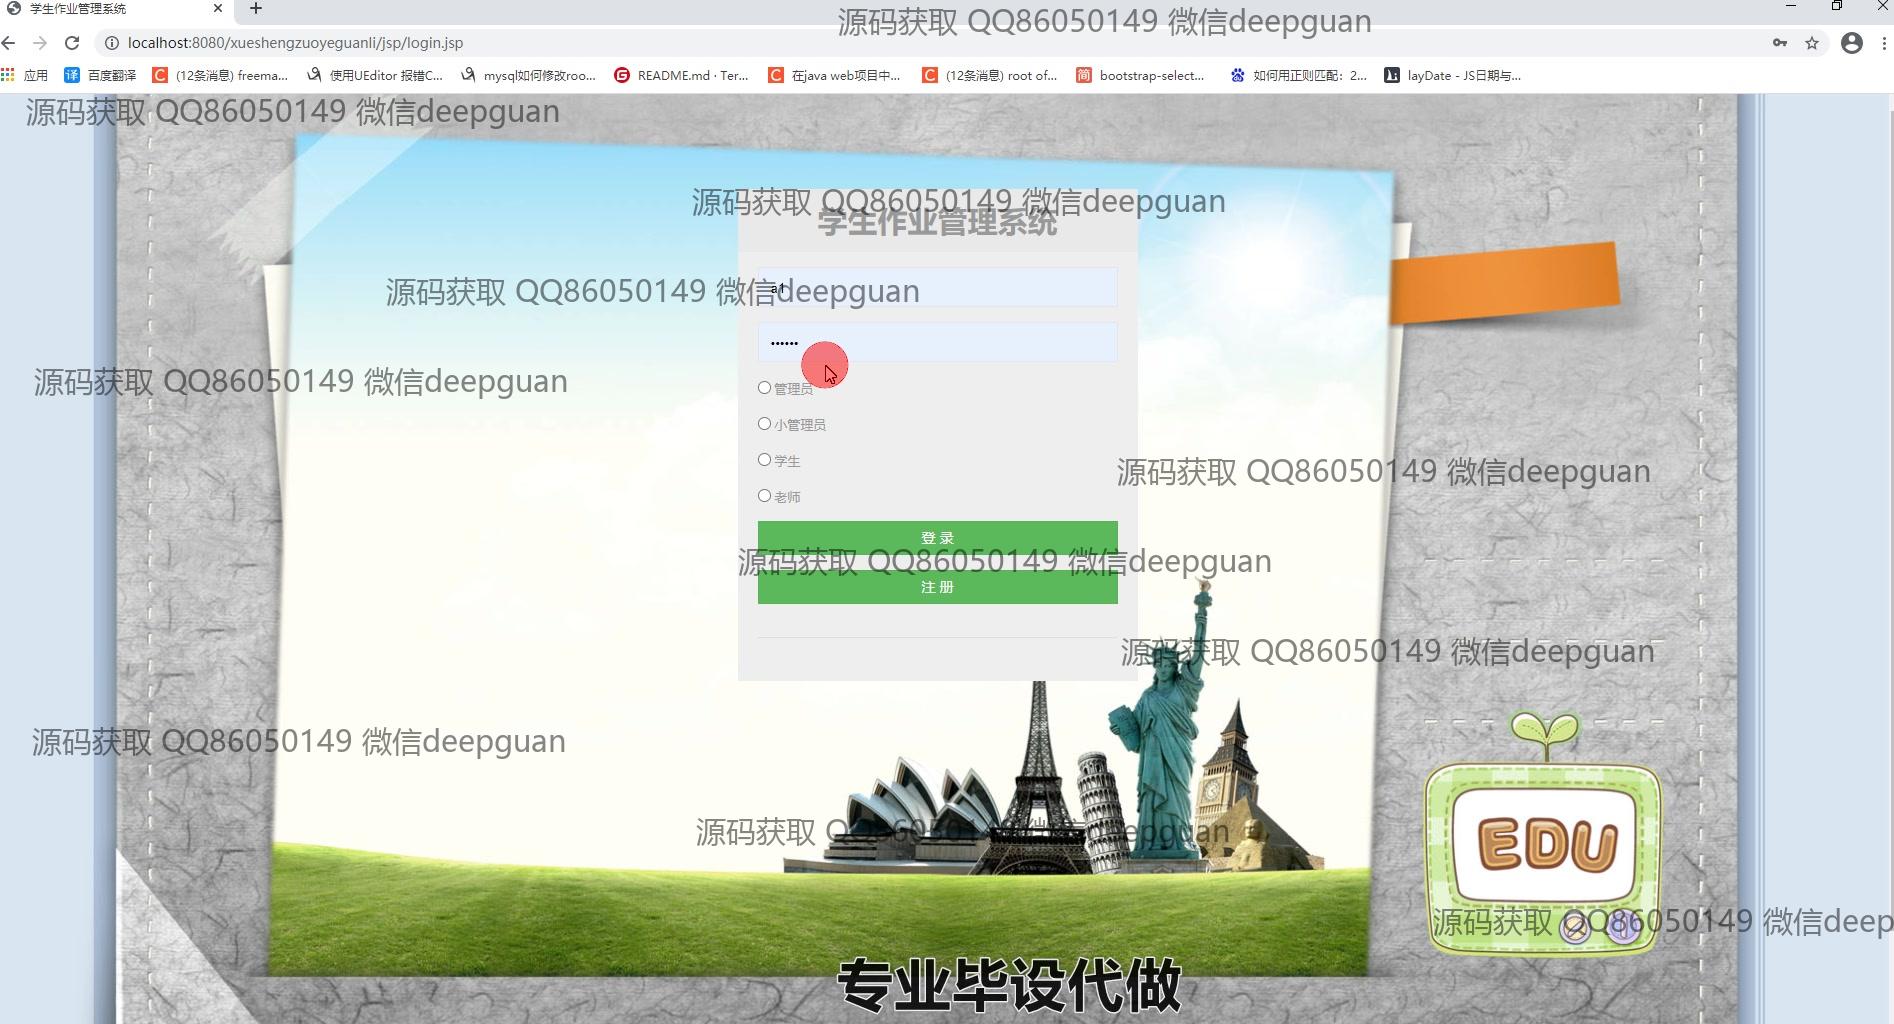 学生作业管理系统
源码获取 QQ86050149 微信deepguan
localhost:8080/xueshengzuoyeguanli/jsp/login.jsp
应用
百度翻译
(12条消息) freema...
使用UEditor 报错C...
mysql如何修改roo...
README.md · Ter...
在java web项目中...
(12条消息) root of...
bootstrap-select...
如何用正则匹配：2...
layDate - JS日期与...
源码获取 QQ86050149 微信deepguan
源码获取 QQ86050149 微信deepguan
学生作业管理系统
源码获取 QQ86050149 微信deepguan
a1
••••••
源码获取 QQ86050149 微信deepguan
管理员
小管理员
学生
源码获取 QQ86050149 微信deepguan
老师
登 录
源码获取 QQ86050149 微信deepguan
注 册
源码获取 QQ86050149 微信deepguan
源码获取 QQ86050149 微信deepguan
源码获取 QQ86050149 微信deepguan
EDU
源码获取 QQ86050149 微信deep
专业毕设代做